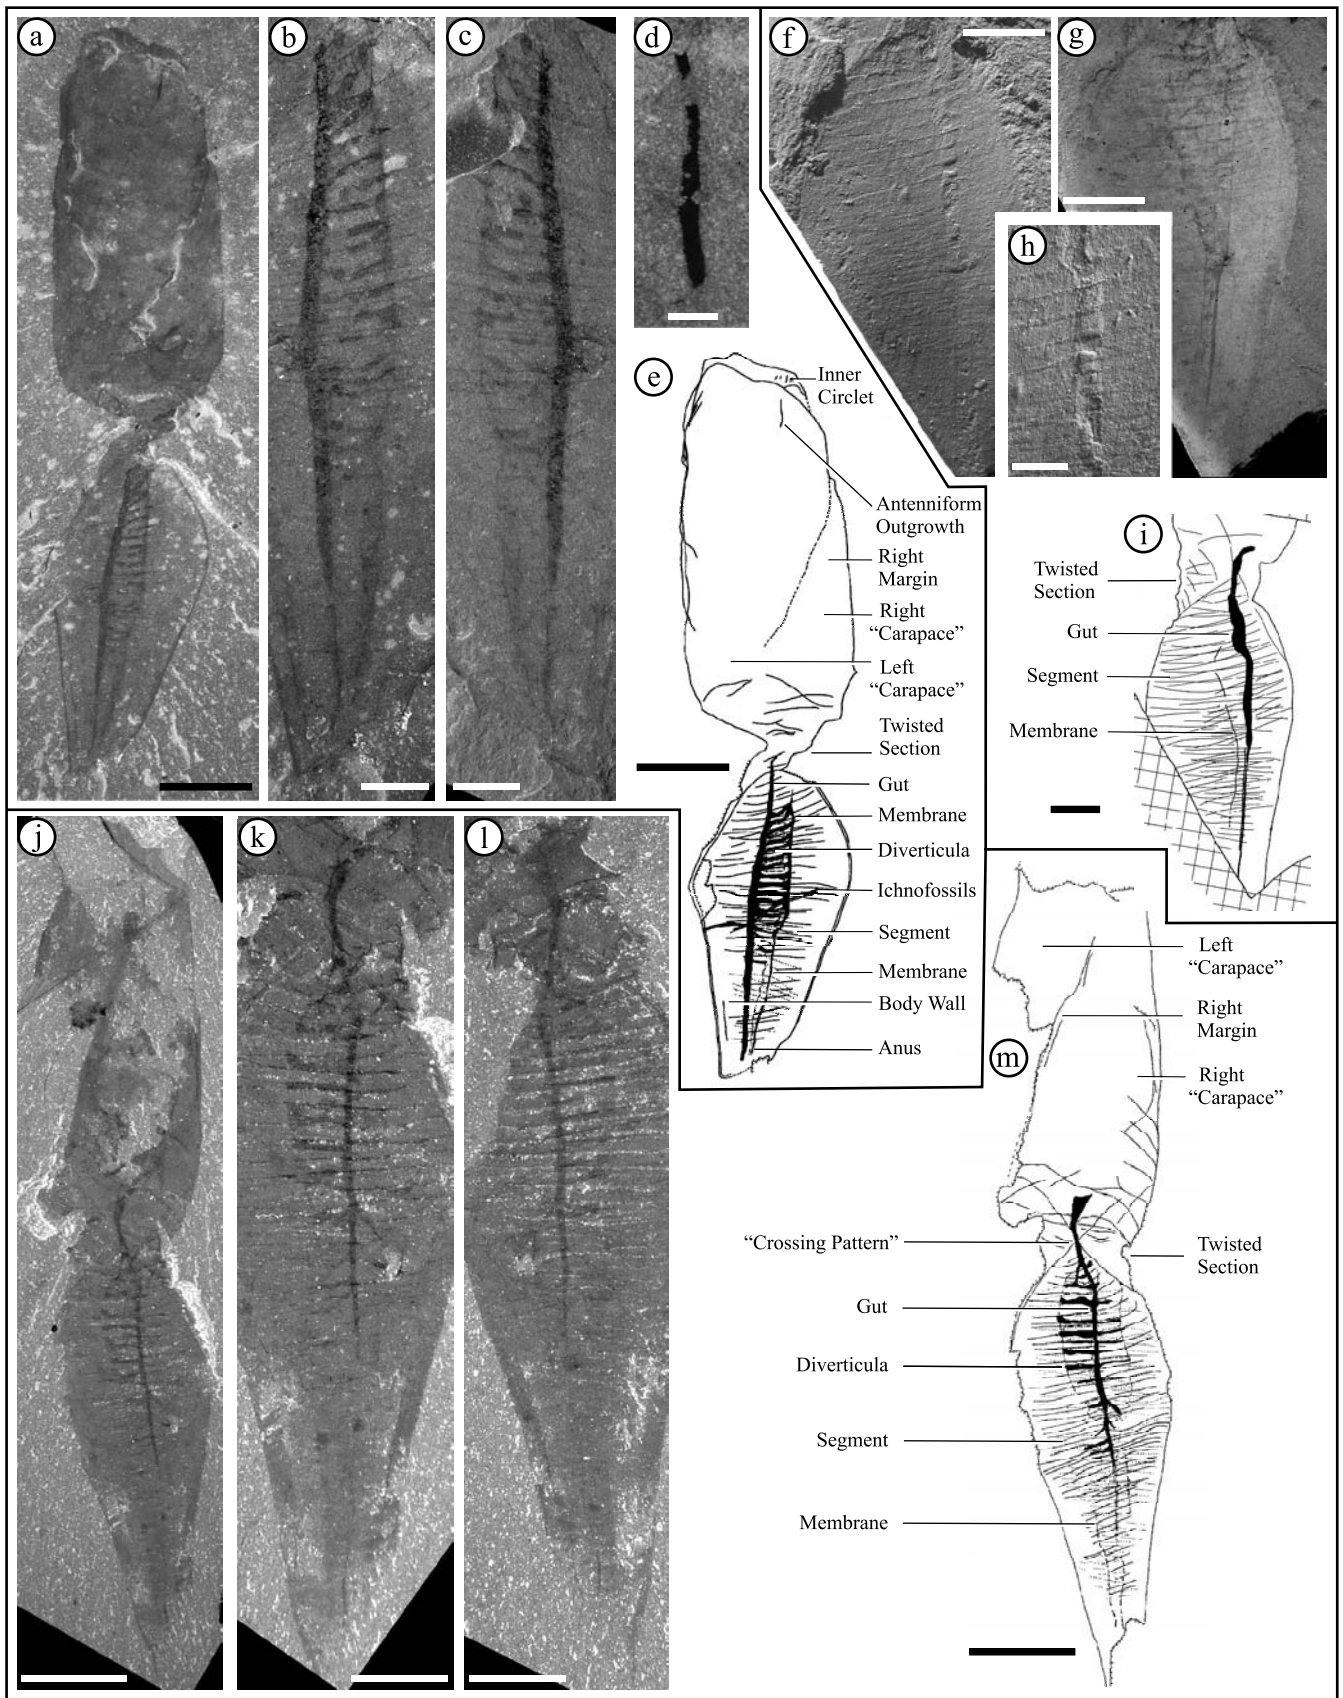 a
b
c
d
f
g
h
e
Inner
Circlet
Antenniform
Outgrowth
Right
Margin
Right
“Carapace”
Left
“Carapace”
Twisted
Section
Gut
Membrane
Diverticula
Ichnofossils
Segment
Membrane
Body Wall
Anus
i
Twisted
Section
Gut
Segment
Membrane
j
k
l
m
Left
“Carapace”
Right
Margin
Right
“Carapace”
“Crossing Pattern”
Twisted
Section
Gut
Diverticula
Segment
Membrane